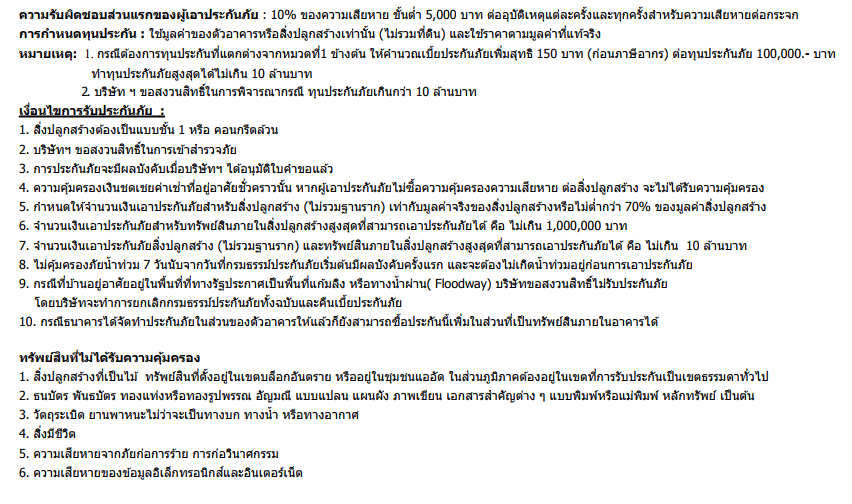 ความรับผิดชอบส่วนแรกของผู้เอาประกันภัย : 10% ของความเสียหาย ขั้นต่ำ 5,000 บาท ต่ออุบัติเหตุแต่ละครั้งและทุกครั้งสำหรับความเสียหายต่อกระจก
การกำหนดทุนประกัน : ใช้มูลค่าของตัวอาคารหรือสิ่งปลูกสร้างเท่านั้น (ไม่รวมที่ดิน) และใช้ราคาตามมูลค่าที่แท้จริง
หมายเหตุ: 1. กรณีต้องการทุนประกันที่แตกต่างจากหมวดที่1 ข้างต้น ให้คำนวณเบี้ยประกันภัยเพิ่มสุทธิ 150 บาท (ก่อนภาษีอากร) ต่อทุนประกันภัย 100,000.- บาท
ทำทุนประกันภัยสูงสุดได้ไม่เกิน 10 ล้านบาท
2. บริษัท ฯ ขอสงวนสิทธิ์ในการพิจารณากรณี ทุนประกันภัยเกินกว่า 10 ล้านบาท
เงื่อนไขการรับประกันภัย :
1. สิ่งปลูกสร้างต้องเป็นแบบชั้น 1 หรือ คอนกรีตล้วน
2. บริษัทฯ ขอสงวนสิทธิ์ในการเข้าสำรวจภัย
3. การประกันภัยจะมีผลบังคับเมื่อบริษัทฯ ได้อนุมัติใบคำขอแล้ว
4. ความคุ้มครองเงินชดเชยค่าเช่าที่อยู่อาศัยชั่วคราวนั้น หากผู้เอาประกันภัยไม่ซื้อความคุ้มครองความเสียหาย ต่อสิ่งปลูกสร้าง จะไม่ได้รับความคุ้มครอง
5. กำหนดให้จำนวนเงินเอาประกันภัยสำหรับสิ่งปลูกสร้าง (ไม่รวมฐานราก) เท่ากับมูลค่าจริงของสิ่งปลูกสร้างหรือไม่ต่ำกว่า 70% ของมูลค่าสิ่งปลูกสร้าง
6. จำนวนเงินเอาประกันภัยสำหรับทรัพย์สินภายในสิ่งปลูกสร้างสูงสุดที่สามารถเอาประกันภัยได้ คือ ไม่เกิน 1,000,000 บาท
7. จำนวนเงินเอาประกันภัยสิ่งปลูกสร้าง (ไม่รวมฐานราก) และทรัพย์สินภายในสิ่งปลูกสร้างสูงสุดที่สามารถเอาประกันภัยได้ คือ ไม่เกิน 10 ล้านบาท
8. ไม่คุ้มครองภัยน้ำท่วม 7 วันนับจากวันที่กรมธรรม์ประกันภัยเริ่มต้นมีผลบังคับครั้งแรก และจะต้องไม่เกิดน้ำท่วมอยู่ก่อนการเอาประกันภัย
9. กรณีที่บ้านอยู่อาศัยอยู่ในพื้นที่ที่ทางรัฐประกาศเป็นพื้นที่แก้มลิง หรือทางน้ำผ่าน( Floodway) บริษัทขอสงวนสิทธิ์ไม่รับประกันภัย
โดยบริษัทจะทำการยกเลิกกรมธรรม์ประกันภัยทั้งฉบับและคืนเบี้ยประกันภัย
10. กรณีธนาคารได้จัดทำประกันภัยในส่วนของตัวอาคารให้แล้วก็ยังสามารถซื้อประกันนี้เพิ่มในส่วนที่เป็นทรัพย์สินภายในอาคารได้
ทรัพย์สินที่ไม่ได้รับความคุ้มครอง
1. สิ่งปลูกสร้างที่เป็นไม้ ทรัพย์สินที่ตั้งอยู่ในเขตบล็อกอันตราย หรืออยู่ในชุมชนแออัด ในส่วนภูมิภาคต้องอยู่ในเขตที่การรับประกันเป็นเขตธรรมดาทั่วไป
2. ธนบัตร พันธบัตร ทองแท่งหรือทองรูปพรรณ อัญมณี แบบแปลน แผนผัง ภาพเขียน เอกสารสำคัญต่าง ๆ แบบพิมพ์หรือแม่พิมพ์ หลักทรัพย์ เป็นต้น
3. วัตถุระเบิด ยานพาหนะไม่ว่าจะเป็นทางบก ทางน้ำ หรือทางอากาศ
4. สิ่งมีชีวิต
5. ความเสียหายจากภัยก่อการร้าย การก่อวินาศกรรม
6. ความเสียหายของข้อมูลอิเล็กทรอนิกส์และอินเตอร์เน็ต